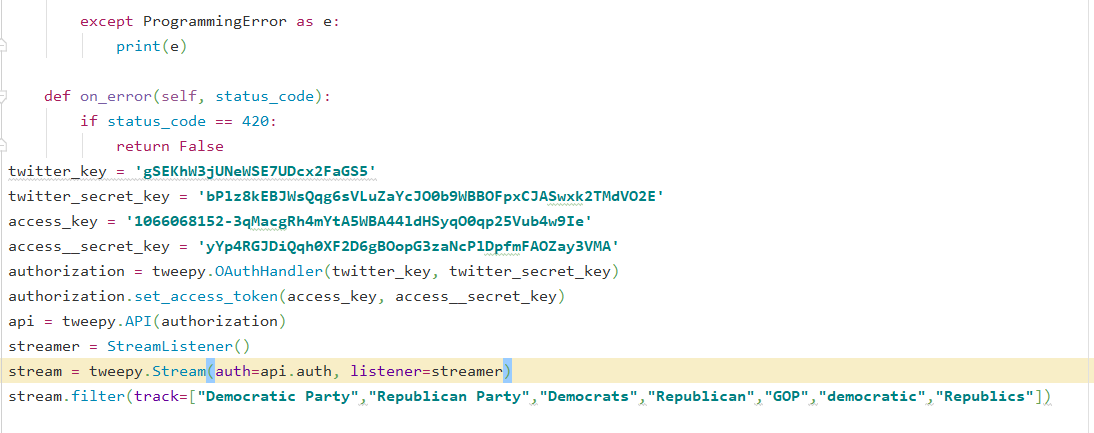 except ProgrammingError as e:
print(e)
def on_error(self, status_code):
if status_code == 420:
return False
twitter_key = 'gSEKhW3jUNeWSE7UDcx2FaGS5'
twitter_secret_key = 'bPlz8kEBJWsQqg6sVLuZaYcJO0b9WBBOFpxCJASwxk2TMdVO2E'
access_key = '1066068152-3qMacgRh4mYtA5WBA441dHSyqO0qp25Vub4w9Ie'
access__secret_key = 'yYp4RGJDiQqh0XF2D6gBOopG3zaNcPlDpfmFAOZay3VMA'
authorization = tweepy.OAuthHandler(twitter_key, twitter_secret_key)
authorization.set_access_token(access_key, access__secret_key)
api = tweepy.API(authorization)
streamer = StreamListener()
stream = tweepy.Stream(auth=api.auth, listener=streamer)
stream.filter(track=["Democratic Party","Republican Party","Democrats","Republican","GOP","democratic","Republics"])